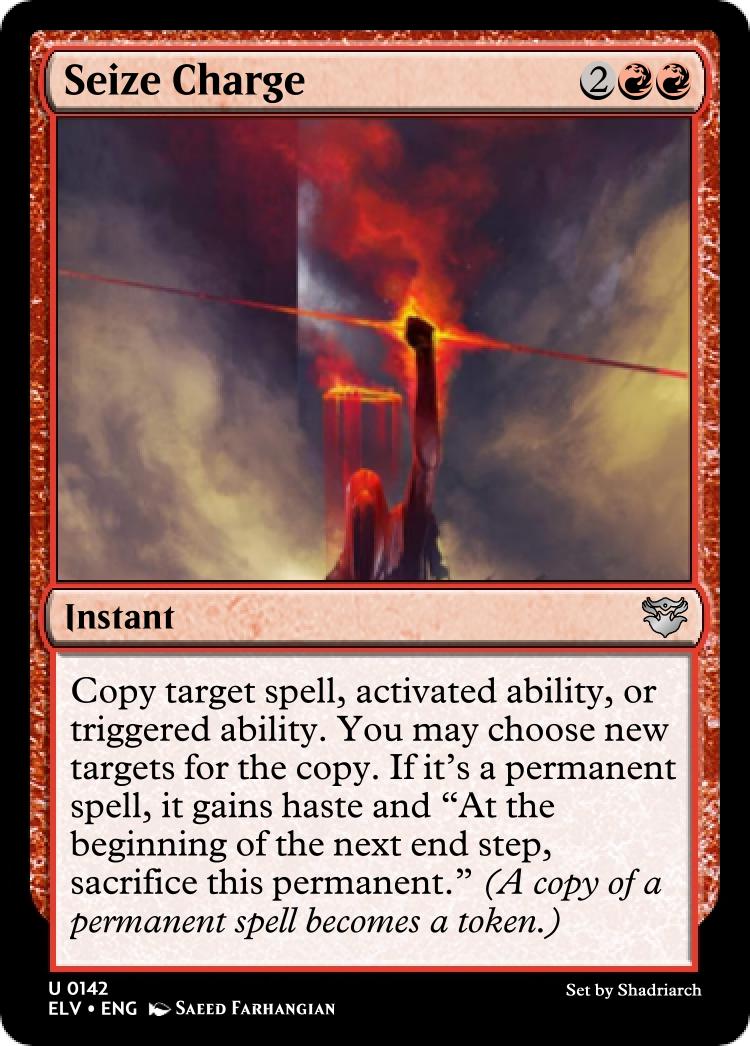 Seize Charge 2
Instant
Copy target spell, activated ability, or
triggered ability. You may choose new
targets for the copy. If it’s a permanent
spell, it gains haste and “At the
beginning of the next end step,
sacrifice this permanent.” (A copy of a
permanent spell becomes a token.)
U 0142
ELV • ENG Saeed Farhangian
Set by Shadriarch